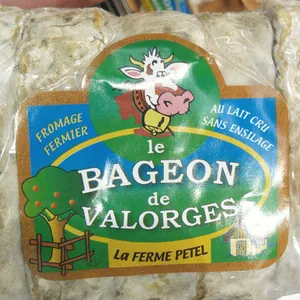 FROMAGE
FERMIER
AU LAIT CRU
SANS ENSILAGE
le
BAGEON
de
VALORGES
La FERME PETEL